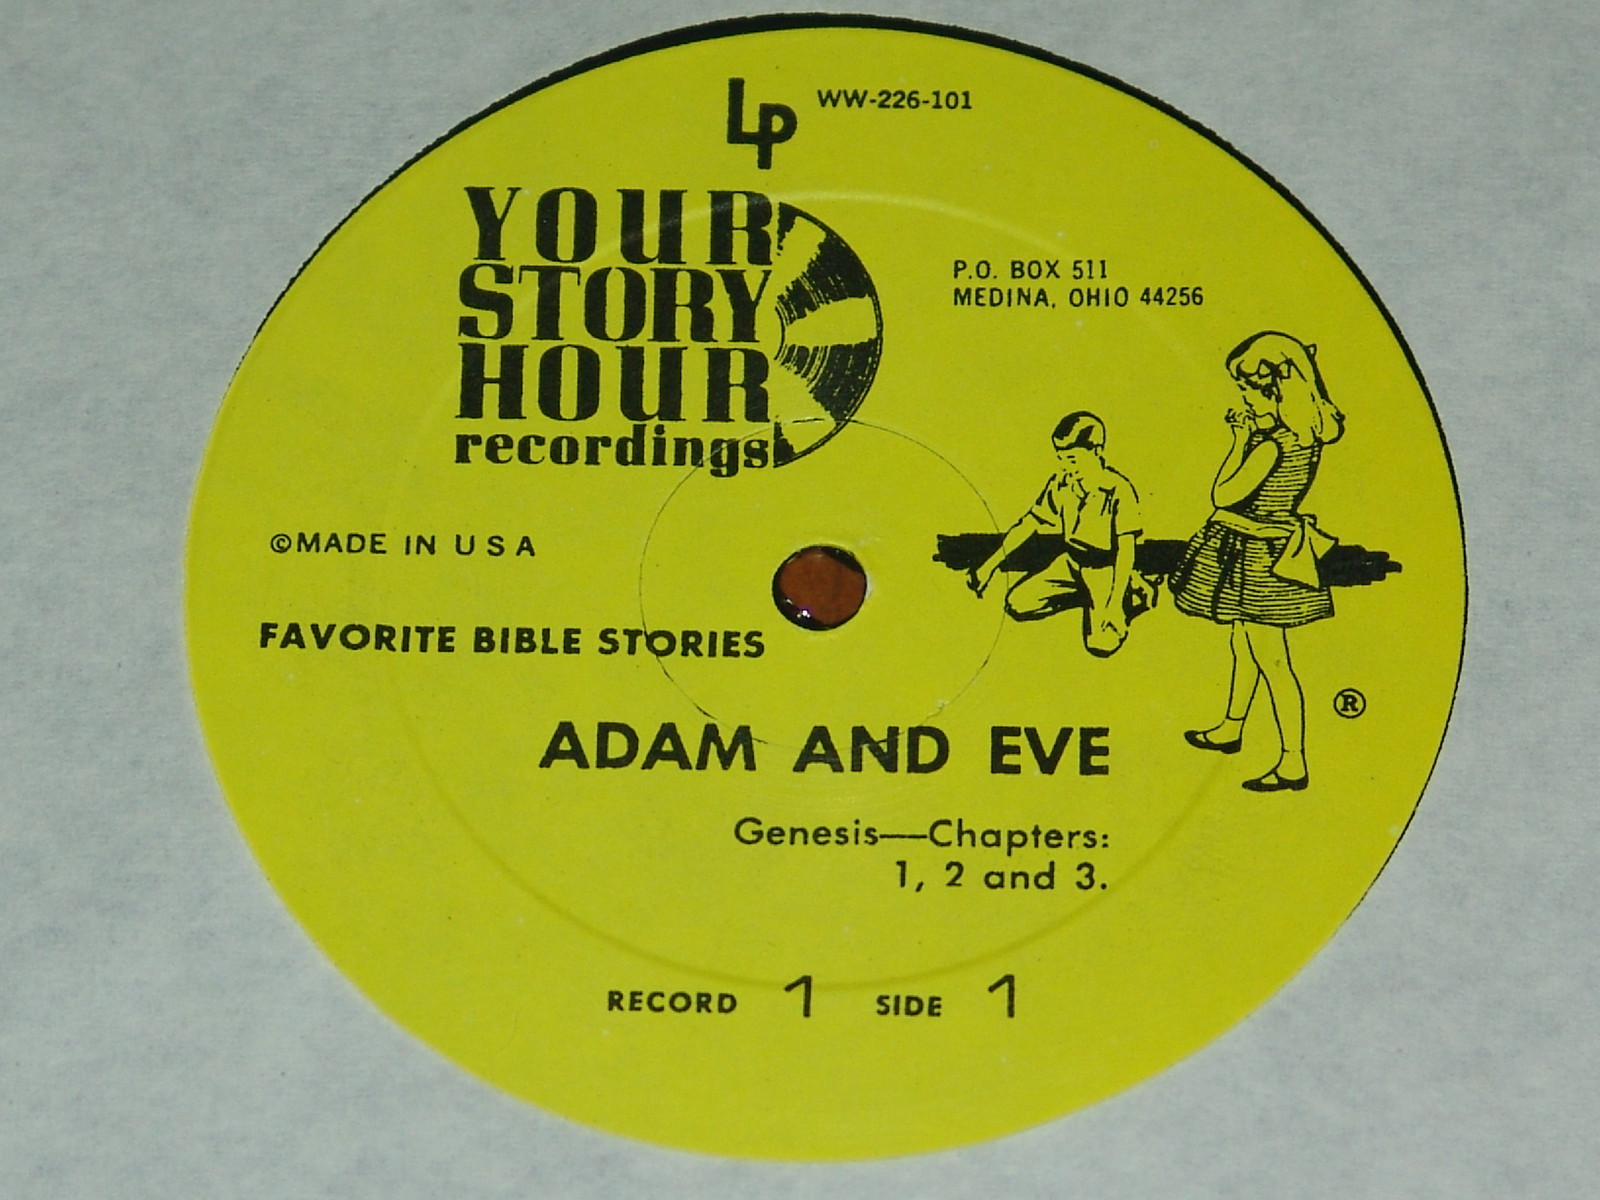 Lp WW-226-101
YOUR
STORY
HOUR
recordings
P.O. BOX 511
MEDINA, OHIO 44256
©MADE IN U S A
FAVORITE BIBLE STORIES
®
ADAM AND EVE
Genesis—Chapters:
1, 2 and 3.
RECORD 1 SIDE 1